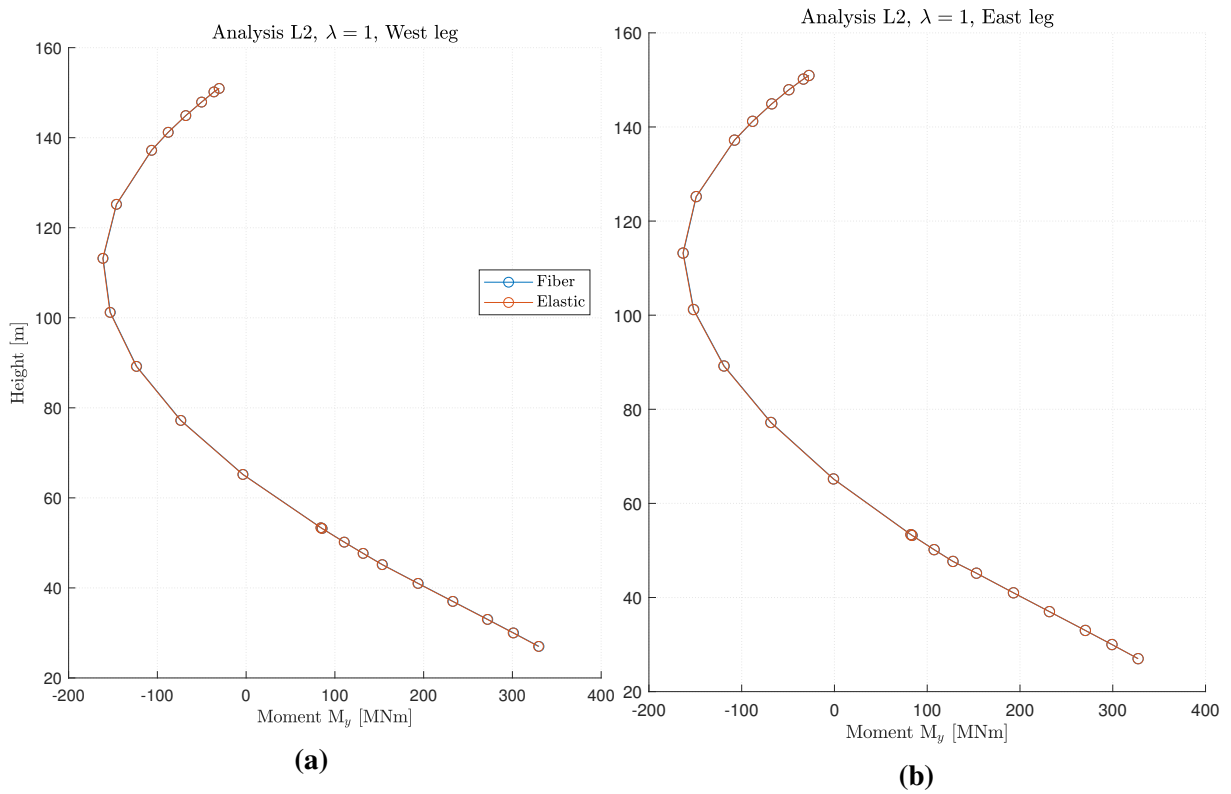 Analysis L2, λ = 1, West leg
160
140
120
100
80
60
40
20
Height [m]
-200 -100 0 100 200 300 400
Moment M_y [MNm]
Fiber
Elastic
(a)
Analysis L2, λ = 1, East leg
160
140
120
100
80
60
40
20
-200 -100 0 100 200 300 400
Moment M_y [MNm]
(b)